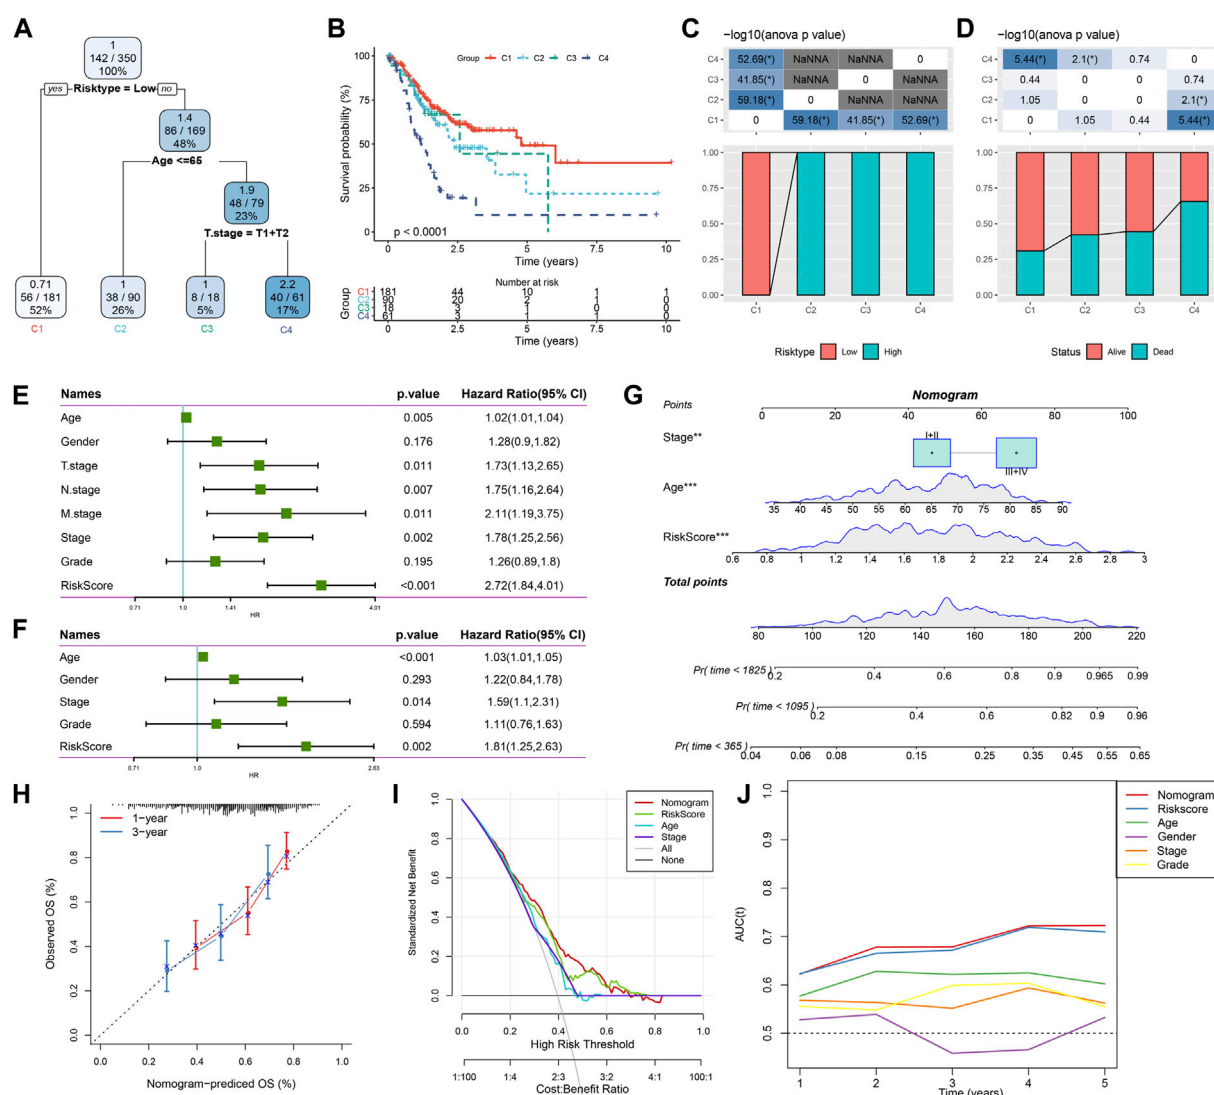 A
1
142 / 350
100%
yes Risktype = Low no
1.4
86 / 169
48%
Age <=65
1.9
48 / 79
23%
T.stage = T1+T2
0.71
56 / 181
52%
1
38 / 90
26%
1
8 / 18
5%
2.2
40 / 61
17%
C1 C2 C3 C4
B
Group C1 C2 C3 C4
Survival probability (%)
100
75
50
25
0
p < 0.0001
0 2.5 5 7.5 10
Time (years)
Number at risk
Group
C1 181 44 10 1 1
C2 90 20 2 1 0
C3 18 3 1 0 0
C4 61 3 1 1 0
0 2.5 5 7.5 10
Time (years)
C
−log10(anova p value)
C4 52.69(*) NaNNA NaNNA 0
C3 41.85(*) NaNNA 0 NaNNA
C2 59.18(*) 0 NaNNA NaNNA
C1 0 59.18(*) 41.85(*) 52.69(*)
1.00
0.75
0.50
0.25
0.00
C1 C2 C3 C4
Risktype Low High
D
−log10(anova p value)
C4 5.44(*) 2.1(*) 0.74 0
C3 0.44 0 0.74
C2 1.05 0 2.1(*)
C1 0 1.05 0.44 5.44(*)
1.00
0.75
0.50
0.25
0.00
C1 C2 C3 C4
Status Alive Dead
E
Names p.value Hazard Ratio(95% CI)
Age 0.005 1.02(1.01,1.04)
Gender 0.176 1.28(0.9,1.82)
T.stage 0.011 1.73(1.13,2.65)
N.stage 0.007 1.75(1.16,2.64)
M.stage 0.011 2.11(1.19,3.75)
Stage 0.002 1.78(1.25,2.56)
Grade 0.195 1.26(0.89,1.8)
RiskScore <0.001 2.72(1.84,4.01)
0.71 1.0 1.41 4.01
HR
F
Names p.value Hazard Ratio(95% CI)
Age <0.001 1.03(1.01,1.05)
Gender 0.293 1.22(0.84,1.78)
Stage 0.014 1.59(1.1,2.31)
Grade 0.594 1.11(0.76,1.63)
RiskScore 0.002 1.81(1.25,2.63)
0.71 1.0 2.63
HR
G
Nomogram
Points
0 20 40 60 80 100
Stage**
I+II
III+IV
Age***
35 40 45 50 55 60 65 70 75 80 85 90
RiskScore***
0.6 1 1.2 1.4 1.6 1.8 2 2.2 2.4 2.6 2.8 3
Total points
80 100 120 140 160 180 200 220
Pr( time < 1825) 0.2 0.4 0.6 0.8 0.9 0.965 0.99
Pr( time < 1095) 0.2 0.4 0.6 0.82 0.9 0.96
Pr( time < 365) 0.04 0.06 0.08 0.15 0.25 0.35 0.45 0.55 0.65
H
1-year
3-year
Observed OS (%)
1.0
0.8
0.6
0.4
0.2
0.0
0.0 0.2 0.4 0.6 0.8 1.0
Nomogram-prediced OS (%)
I
Nomogram
RiskScore
Age
Stage
All
None
Standardized Net Benefit
1.0
0.8
0.6
0.4
0.2
0.0
0.0 0.2 0.4 0.6 0.8 1.0
High Risk Threshold
1:100 1:4 2:3 3:2 4:1 100:1
Cost:Benefit Ratio
J
Nomogram
Riskscore
Age
Gender
Stage
Grade
AUC(t)
1.0
0.9
0.8
0.7
0.6
0.5
1 2 3 4 5
Time (years)